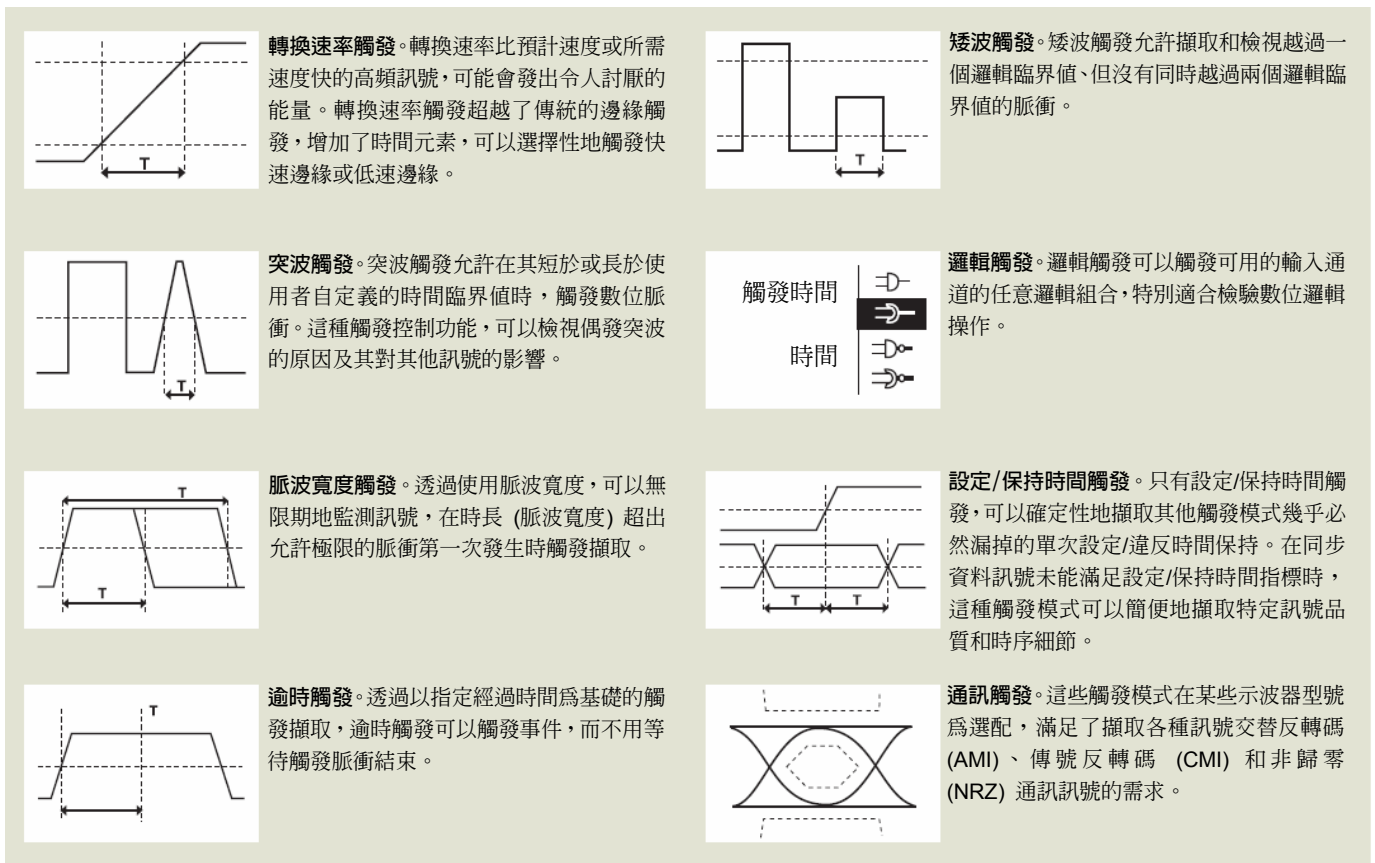 轉換速率觸發。轉換速率比預計速度或所需
速度快的高頻訊號,可能會發出令人討厭的
能量。轉換速率觸發超越了傳統的邊緣觸
發,增加了時間元素,可以選擇性地觸發快
速邊緣或低速邊緣。
T
矮波觸發。矮波觸發允許擷取和檢視越過一
個邏輯臨界值、但沒有同時越過兩個邏輯臨
界值的脈衝。
T
突波觸發。突波觸發允許在其短於或長於使
用者自定義的時間臨界值時,觸發數位脈
衝。這種觸發控制功能,可以檢視偶發突波
的原因及其對其他訊號的影響。
T
觸發時間
時間
邏輯觸發。邏輯觸發可以觸發可用的輸入通
道的任意邏輯組合,特別適合檢驗數位邏輯
操作。
T
T
脈波寬度觸發。透過使用脈波寬度,可以無
限期地監測訊號,在時長 (脈波寬度) 超出
允許極限的脈衝第一次發生時觸發擷取。
T T
設定/保持時間觸發。只有設定/保持時間觸
發,可以確定性地擷取其他觸發模式幾乎必
然漏掉的單次設定/違反時間保持。在同步
資料訊號未能滿足設定/保持時間指標時,
這種觸發模式可以簡便地擷取特定訊號品
質和時序細節。
T
逾時觸發。透過以指定經過時間爲基礎的觸
發擷取,逾時觸發可以觸發事件,而不用等
待觸發脈衝結束。
通訊觸發。這些觸發模式在某些示波器型號
爲選配,滿足了擷取各種訊號交替反轉碼
(AMI)、傳號反轉碼 (CMI) 和非歸零
(NRZ) 通訊訊號的需求。